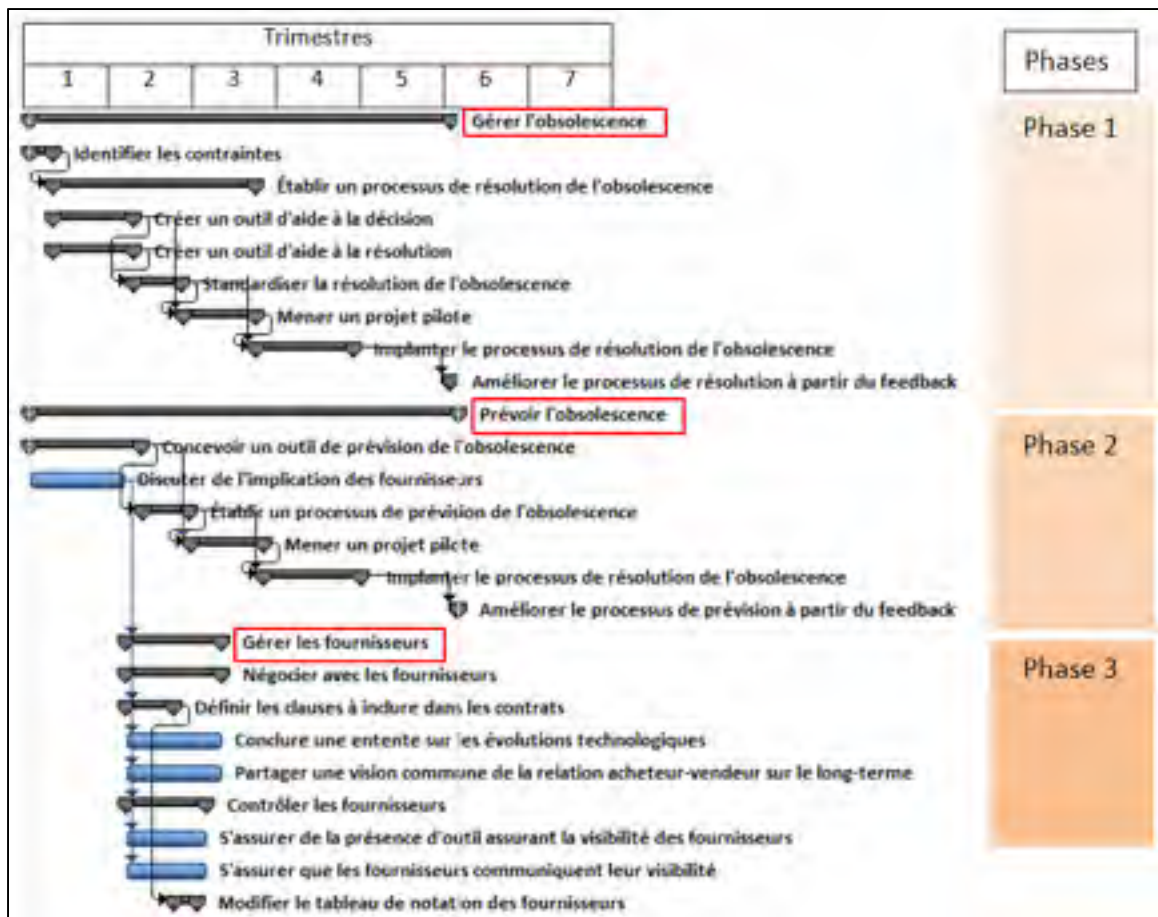 Trimestres
Phases
1 2 3 4 5 6 7
Gérer l'obsolescence
Phase 1
Identifier les contraintes
Établir un processus de résolution de l'obsolescence
Créer un outil d'aide à la décision
Créer un outil d'aide à la résolution
Standardiser la résolution de l'obsolescence
Mener un projet pilote
Implanter le processus de résolution de l'obsolescence
Améliorer le processus de résolution à partir du feedback
Prévoir l'obsolescence
Phase 2
Concevoir un outil de prévision de l'obsolescence
Discuter de l'implication des fournisseurs
Établir un processus de prévision de l'obsolescence
Mener un projet pilote
Implanter le processus de résolution de l'obsolescence
Améliorer le processus de prévision à partir du feedback
Gérer les fournisseurs
Phase 3
Négocier avec les fournisseurs
Définir les clauses à inclure dans les contrats
Conclure une entente sur les évolutions technologiques
Partager une vision commune de la relation acheteur-vendeur sur le long-terme
Contrôler les fournisseurs
S'assurer de la présence d'outil assurant la visibilité des fournisseurs
S'assurer que les fournisseurs communiquent leur visibilité
Modifier le tableau de notation des fournisseurs